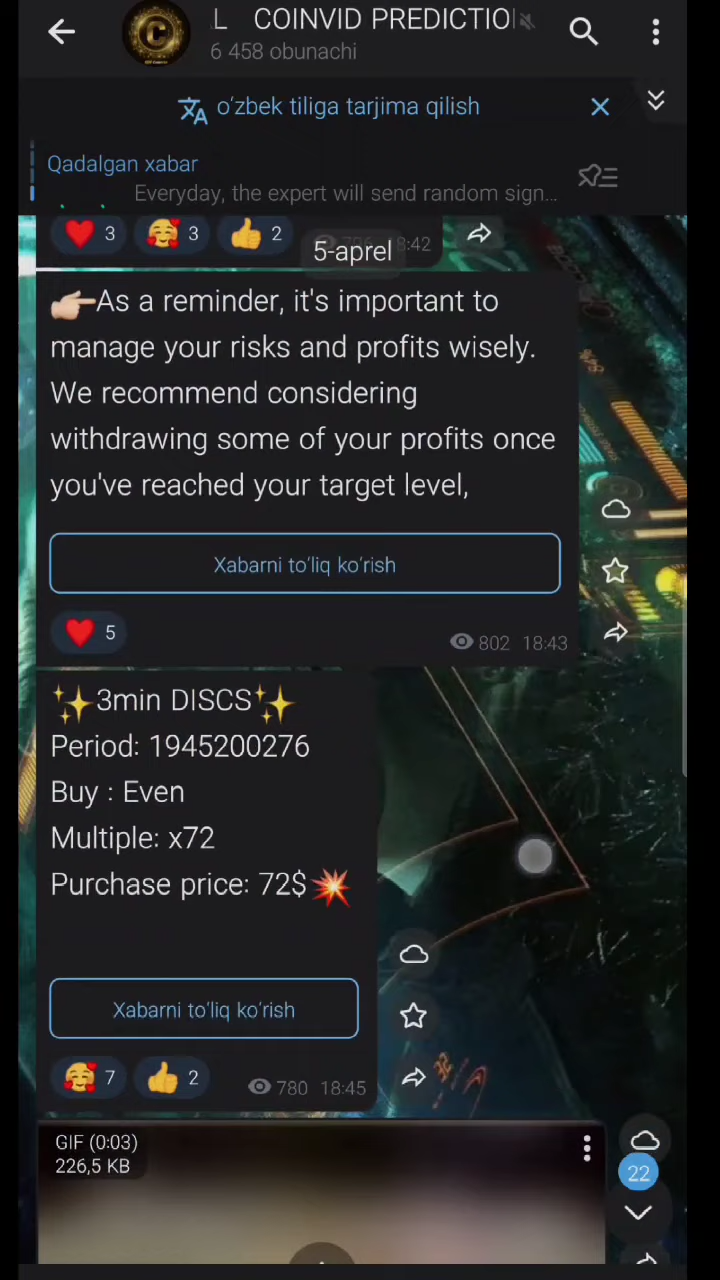 L COINVID PREDICTIO
6 458 obunachi
o‘zbek tiliga tarjima qilish
Qadalgan xabar
Everyday, the expert will send random sign...
3 3 2 8:42
5-aprel
As a reminder, it's important to
manage your risks and profits wisely.
We recommend considering
withdrawing some of your profits once
you've reached your target level,
Xabarni to‘liq ko‘rish
5 802 18:43
3min DISCS
Period: 1945200276
Buy : Even
Multiple: x72
Purchase price: 72$
Xabarni to‘liq ko‘rish
7 2 780 18:45
GIF (0:03)
226,5 KB
22